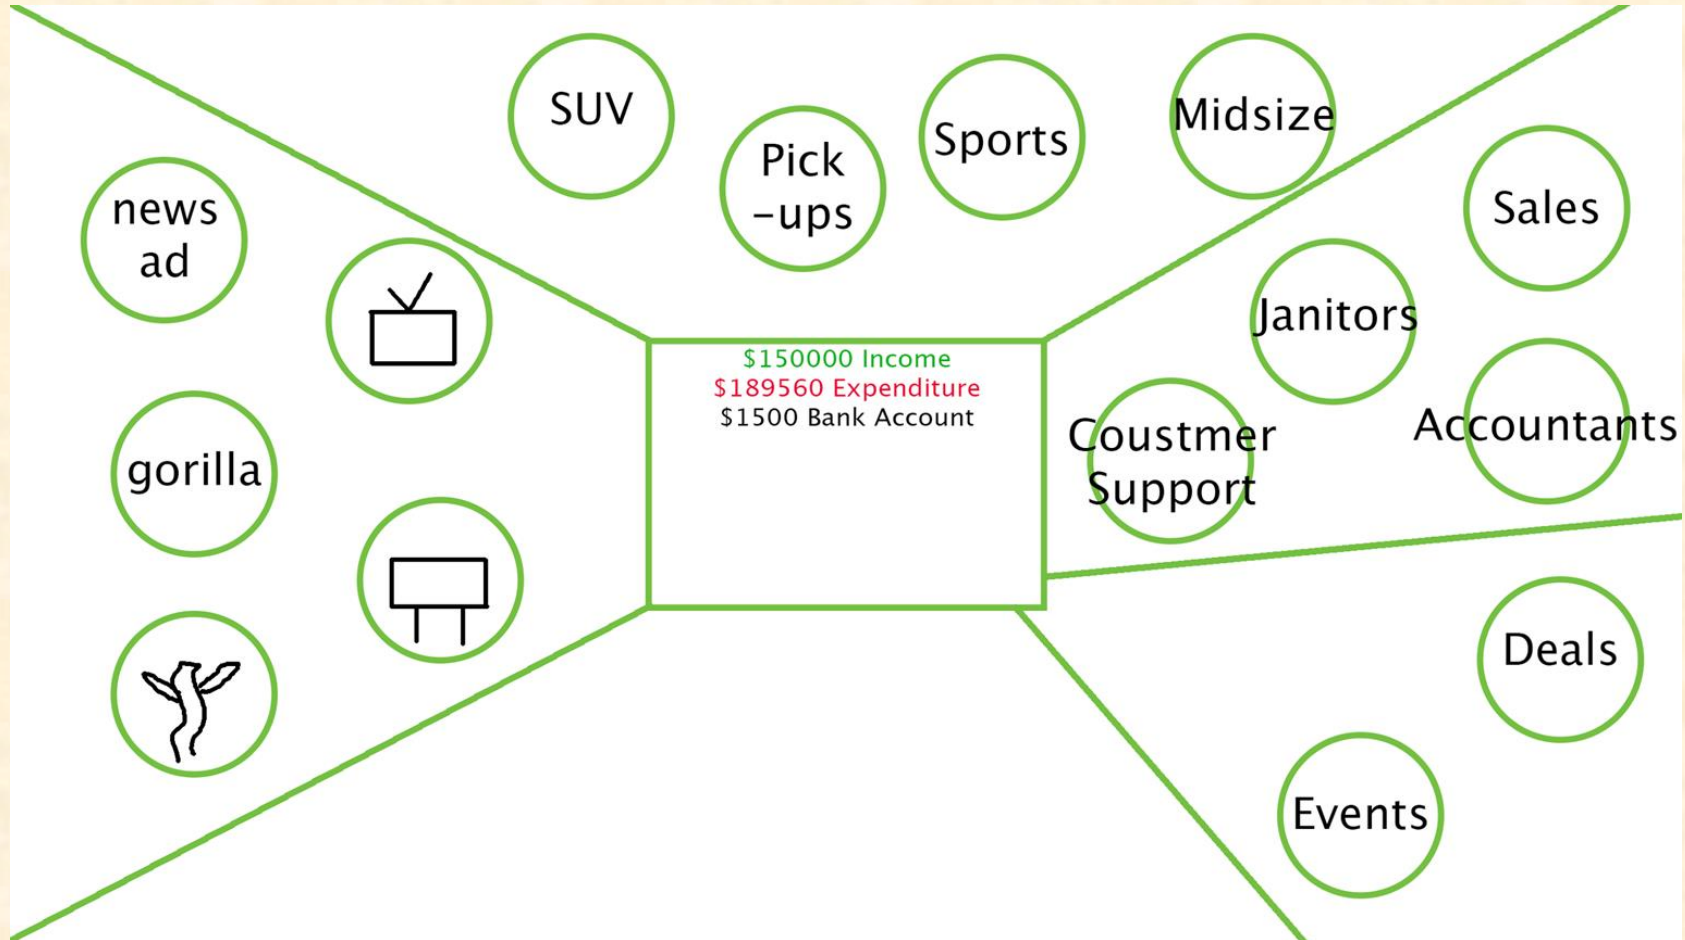 SUV
Pick
-ups
Sports
Midsize
news
ad
gorilla
$150000 Income
$189560 Expenditure
$1500 Bank Account
Sales
Janitors
Accountants
Coustmer
Support
Deals
Events